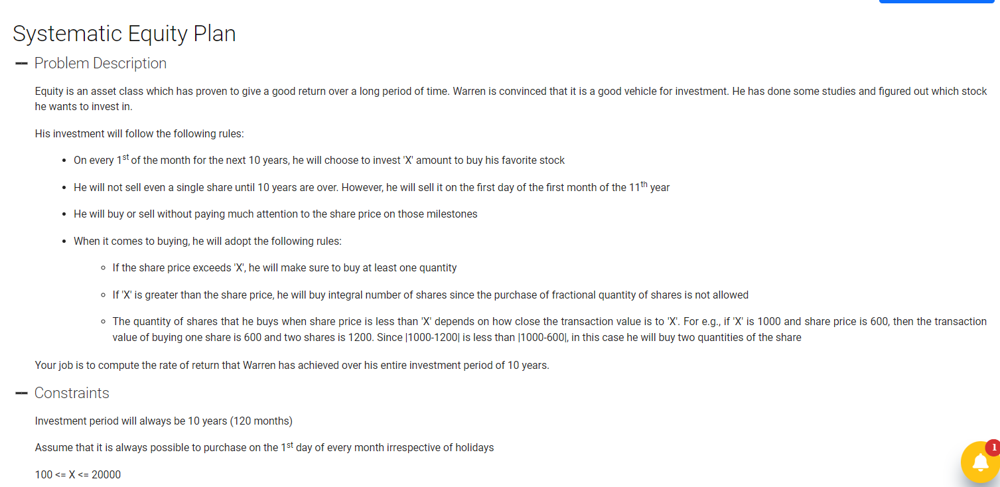 Systematic Equity Plan
Problem Description
Equity is an asset class which has proven to give a good return over a long period of time. Warren is convinced that it is a good vehicle for investment. He has done some studies and figured out which stock
he wants to invest in.
His investment will follow the following rules:
• On every 1st of the month for the next 10 years, he will choose to invest 'X' amount to buy his favorite stock
• He will not sell even a single share until 10 years are over. However, he will sell it on the first day of the first month of the 11th year
• He will buy or sell without paying much attention to the share price on those milestones
• When it comes to buying, he will adopt the following rules:
◦ If the share price exceeds 'X', he will make sure to buy at least one quantity
◦ If 'X' is greater than the share price, he will buy integral number of shares since the purchase of fractional quantity of shares is not allowed
◦ The quantity of shares that he buys when share price is less than 'X' depends on how close the transaction value is to 'X'. For e.g., if 'X' is 1000 and share price is 600, then the transaction
value of buying one share is 600 and two shares is 1200. Since |1000-1200| is less than |1000-600|, in this case he will buy two quantities of the share
Your job is to compute the rate of return that Warren has achieved over his entire investment period of 10 years.
Constraints
Investment period will always be 10 years (120 months)
Assume that it is always possible to purchase on the 1st day of every month irrespective of holidays
1
100 <= X <= 20000